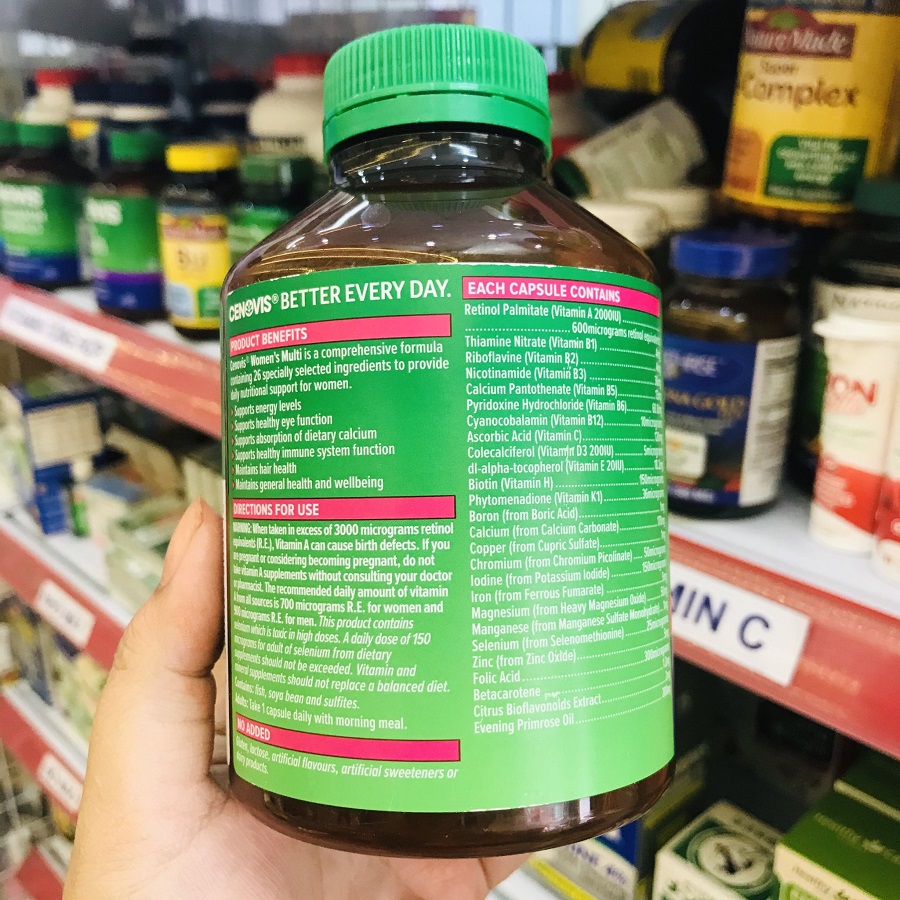 CENOVIS® BETTER EVERY DAY.
PRODUCT BENEFITS
Cenovis® Women's Multi is a comprehensive formula
containing 26 specially selected ingredients to provide
daily nutritional support for women.
Supports energy levels
Supports healthy eye function
Supports absorption of dietary calcium
Supports healthy immune system function
Maintains hair health
Maintains general health and wellbeing
DIRECTIONS FOR USE
WARNING: When taken in excess of 3000 micrograms retinol
equivalents (R.E.), Vitamin A can cause birth defects. If you
are pregnant or considering becoming pregnant, do not
take vitamin A supplements without consulting your doctor
or pharmacist. The recommended daily amount of vitamin
A from all sources is 700 micrograms R.E. for women and
900 micrograms R.E. for men. This product contains
selenium which is toxic in high doses. A daily dose of 150
micrograms for adult of selenium from dietary
supplements should not be exceeded. Vitamin and
mineral supplements should not replace a balanced diet.
Contains: fish, soya bean and sulfites.
Adults: Take 1 capsule daily with morning meal.
NO ADDED
lactose, artificial flavours, artificial sweeteners or
dairy products.
EACH CAPSULE CONTAINS
Retinol Palmitate (Vitamin A 2000IU)
600micrograms retinol
Thiamine Nitrate (Vitamin B1)
Riboflavine (Vitamin B2)
Nicotinamide (Vitamin B3)
Calcium Pantothenate (Vitamin B5)
Pyridoxine Hydrochloride (Vitamin B6)
Cyanocobalamin (Vitamin B12)
Ascorbic Acid (Vitamin C)
Colecalciferol (Vitamin D3 200IU)
dl-alpha-tocopherol (Vitamin E 20IU)
Biotin (Vitamin H)
Phytomenadione (Vitamin K1)
Boron (from Boric Acid)
Calcium (from Calcium Carbonate)
Copper (from Cupric Sulfate)
Chromium (from Chromium Picolinate)
Iodine (from Potassium Iodide)
Iron (from Ferrous Fumarate)
Magnesium (from Heavy Magnesium Oxide)
Manganese (from Manganese Sulfate Monohydrate)
Selenium (from Selenomethionine)
Zinc (from Zinc Oxide)
Folic Acid
Betacarotene
Citrus Bioflavonoids Extract
Evening Primrose Oil
Nature Made
Super
Complex
MIN C